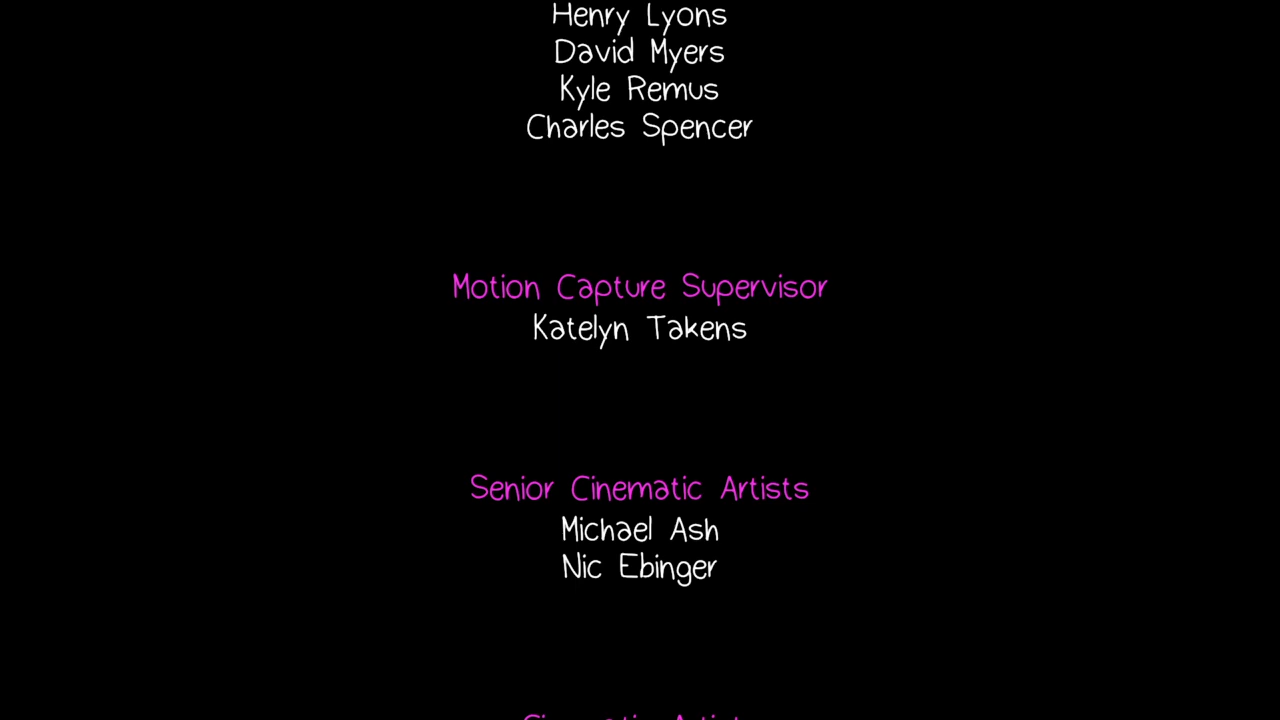 Henry Lyons
David Myers
Kyle Remus
Charles Spencer
Motion Capture Supervisor
Katelyn Takens
Senior Cinematic Artists
Michael Ash
Nic Ebinger